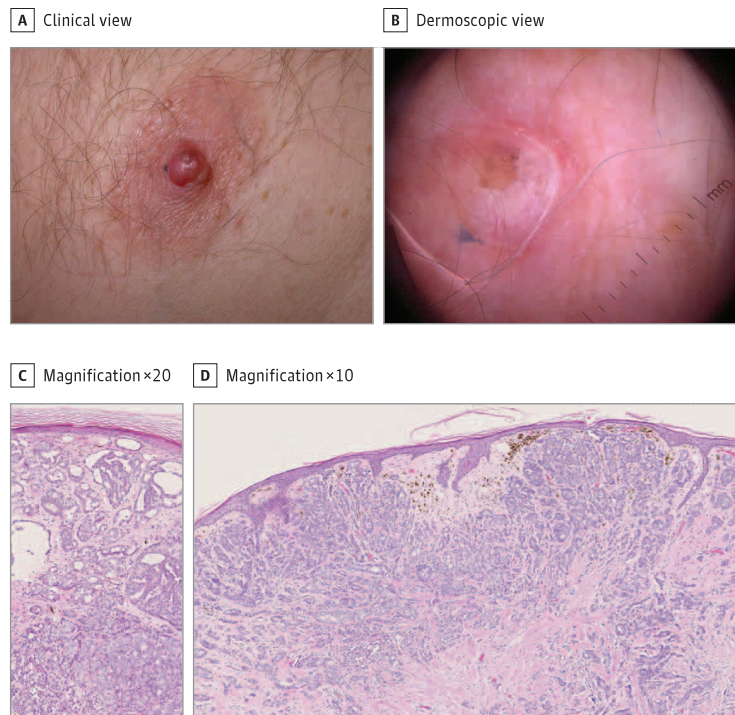 A Clinical view
B Dermoscopic view
mm
C Magnification ×20
D Magnification ×10